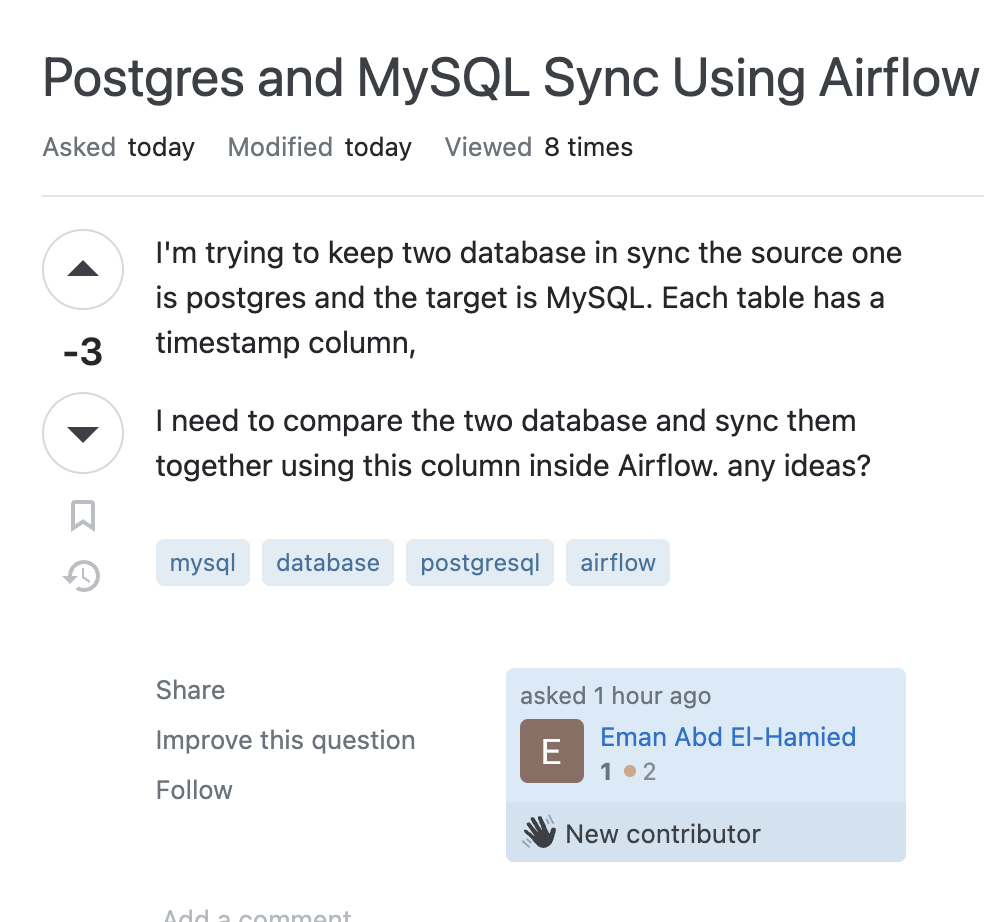 Postgres and MySQL Sync Using Airflow
Asked today Modified today Viewed 8 times
I'm trying to keep two database in sync the source one
is postgres and the target is MySQL. Each table has a
timestamp column,
-3
I need to compare the two database and sync them
together using this column inside Airflow. any ideas?
mysql database postgresql airflow
Share
Improve this question
Follow
asked 1 hour ago
E
Eman Abd El-Hamied
1 2
New contributor
Add a comment